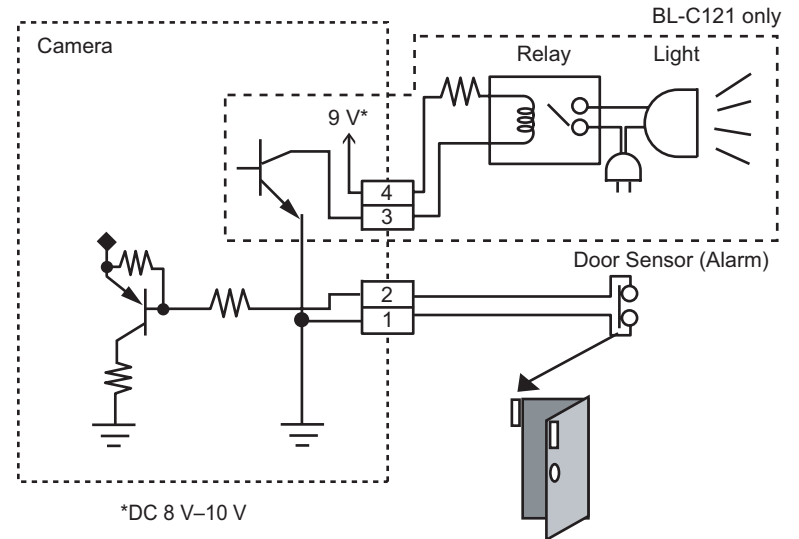 BL-C121 only
Camera
Relay
Light
9 V*
4
3
Door Sensor (Alarm)
2
1
*DC 8 V–10 V